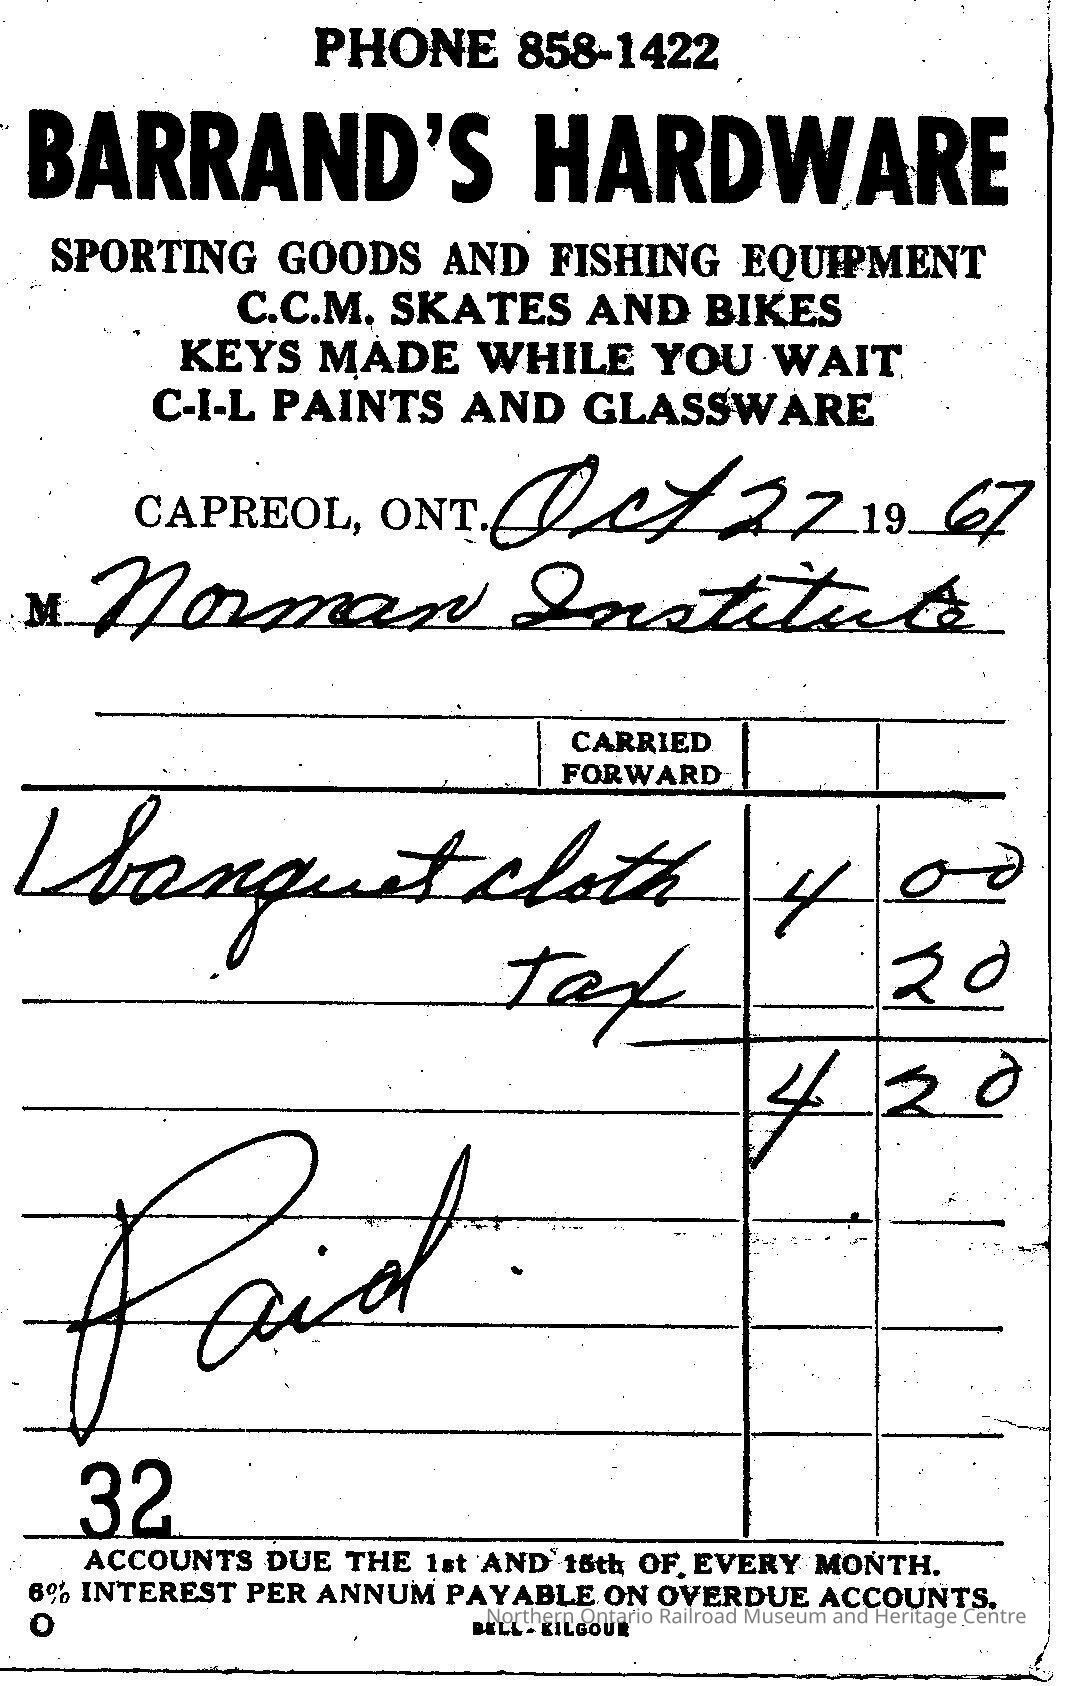 PHONE 858-1422
BARRAND'S HARDWARE
SPORTING GOODS AND FISHING EQUIPMENT
C.C.M. SKATES AND BIKES
KEYS MADE WHILE YOU WAIT
C-I-L PAINTS AND GLASSWARE
CAPREOL, ONT. Oct 27 19 67
M Norman Institute
CARRIED
FORWARD
1 banquet cloth 4 00
tax 20
4 20
Paid
32
ACCOUNTS DUE THE 1st AND 15th OF EVERY MONTH.
6% INTEREST PER ANNUM PAYABLE ON OVERDUE ACCOUNTS.
Northern Ontario Railroad Museum and Heritage Centre
O BELL-KILGOUR